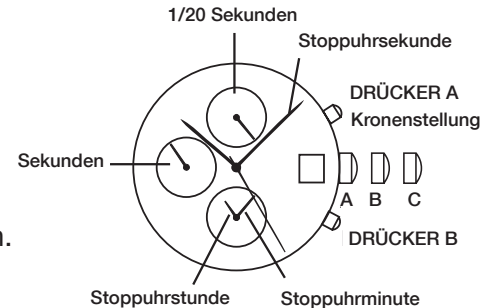 1/20 Sekunden
Stoppuhrsekunde
DRÜCKER A
Kronenstellung
Sekunden
A B C
n.
DRÜCKER B
Stoppuhrstunde
Stoppuhrminute